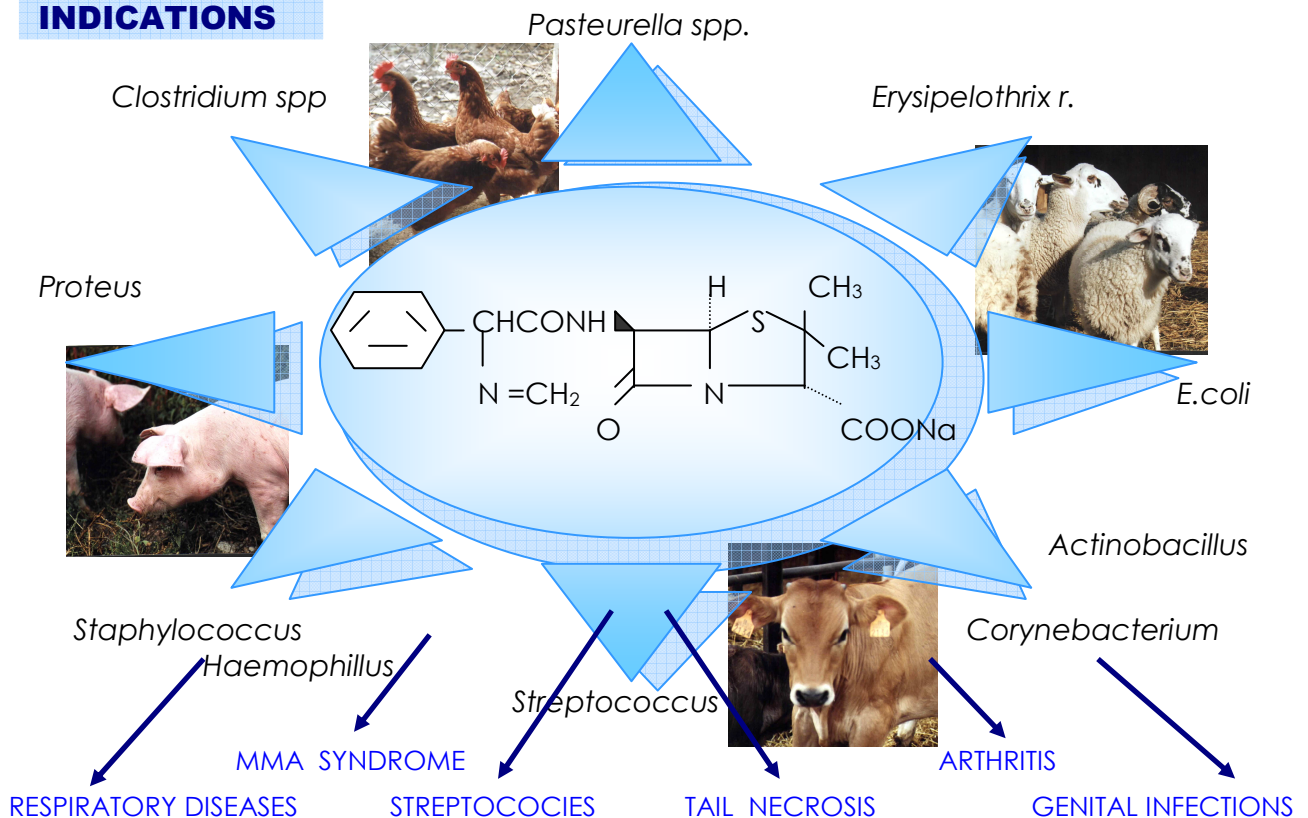 INDICATIONS
Pasteurella spp.
Clostridium spp
Erysipelothrix r.
Proteus
H
CH3
CHCONH
S
CH3
N =CH2
N
E.coli
O
COONa
Actinobacillus
Staphylococcus
Corynebacterium
Haemophillus
Streptococcus
MMA SYNDROME
ARTHRITIS
RESPIRATORY DISEASES
STREPTOCOCIES
TAIL NECROSIS
GENITAL INFECTIONS